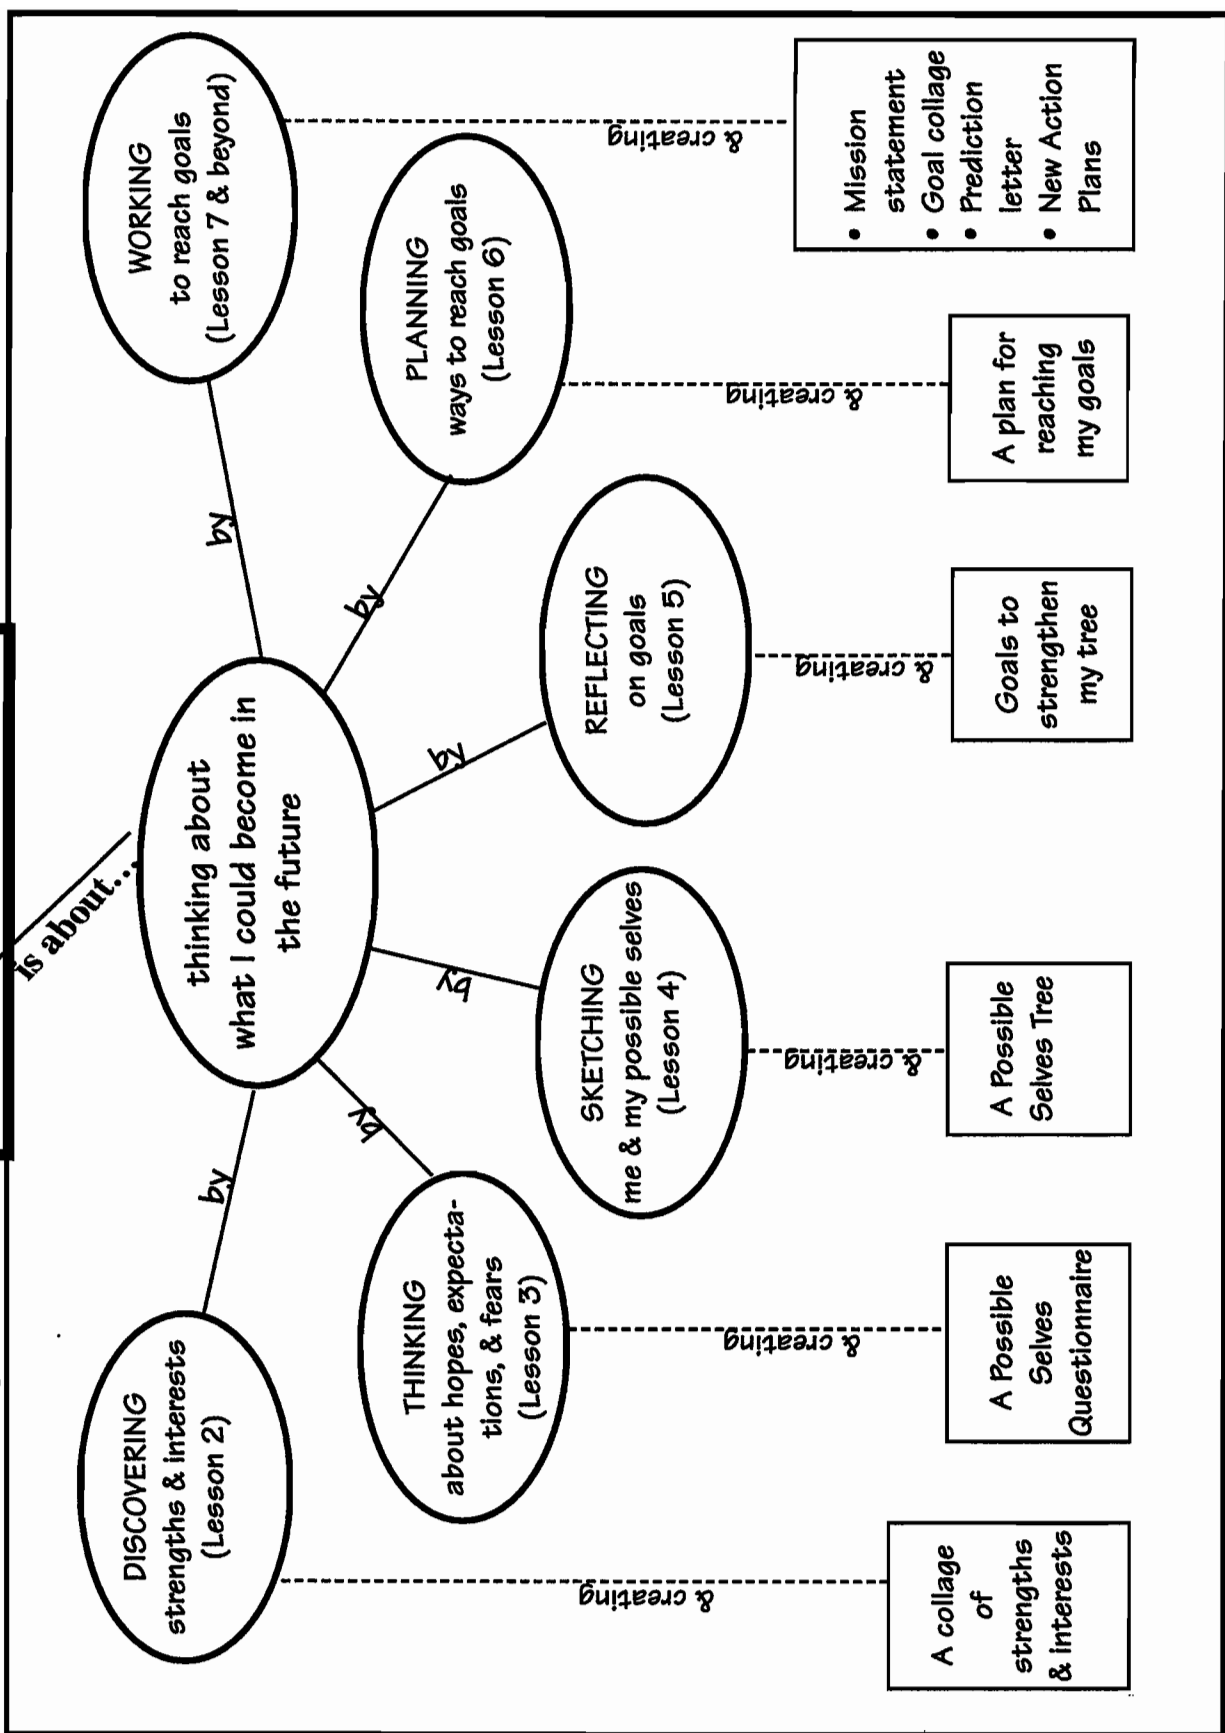 is about...
thinking about
what I could become in
the future
by
by
by
by
by
by
DISCOVERING
strengths & interests
(Lesson 2)
THINKING
about hopes, expecta-
tions, & fears
(Lesson 3)
SKETCHING
me & my possible selves
(Lesson 4)
REFLECTING
on goals
(Lesson 5)
PLANNING
ways to reach goals
(Lesson 6)
WORKING
to reach goals
(Lesson 7 & beyond)
& creating
& creating
& creating
& creating
& creating
& creating
A collage
of
strengths
& interests
A Possible
Selves
Questionnaire
A Possible
Selves Tree
Goals to
strengthen
my tree
A plan for
reaching
my goals
• Mission
statement
• Goal collage
• Prediction
letter
• New Action
Plans